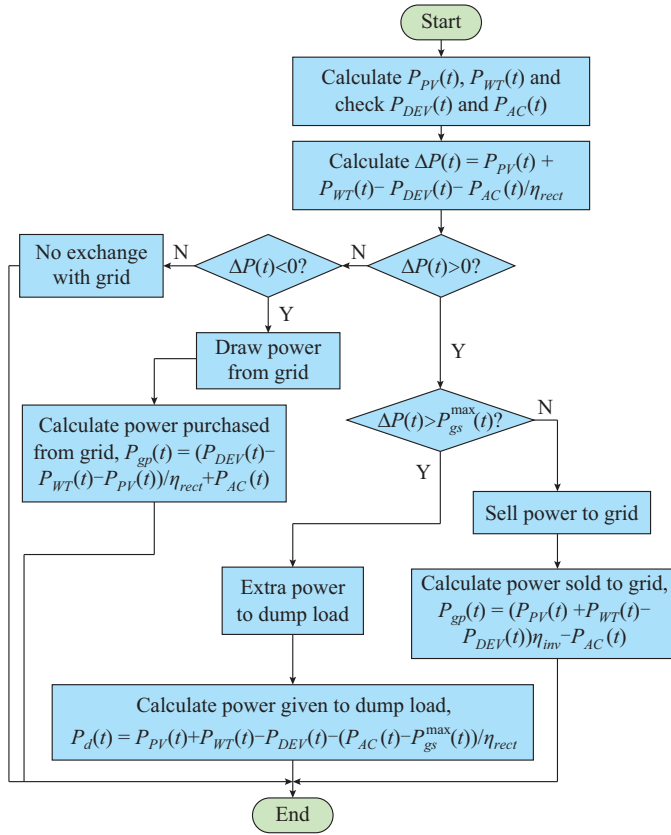 Start
Calculate P_PV(t), P_WT(t) and
check P_DEV(t) and P_AC(t)
Calculate ΔP(t) = P_PV(t) +
P_WT(t)− P_DEV(t)− P_AC(t)/η_rect
No exchange
with grid
N
ΔP(t)<0?
N
ΔP(t)>0?
Y
Draw power
from grid
Y
Calculate power purchased
from grid, P_gp(t) = (P_DEV(t)−
P_WT(t)−P_PV(t))/η_rect+P_AC(t)
ΔP(t)>P_gs^max(t)?
N
Y
Sell power to grid
Extra power
to dump load
Calculate power sold to grid,
P_gp(t) = (P_PV(t) +P_WT(t)−
P_DEV(t))η_inv−P_AC(t)
Calculate power given to dump load,
P_d(t) = P_PV(t)+P_WT(t)−P_DEV(t)−(P_AC(t)−P_gs^max(t))/η_rect
End